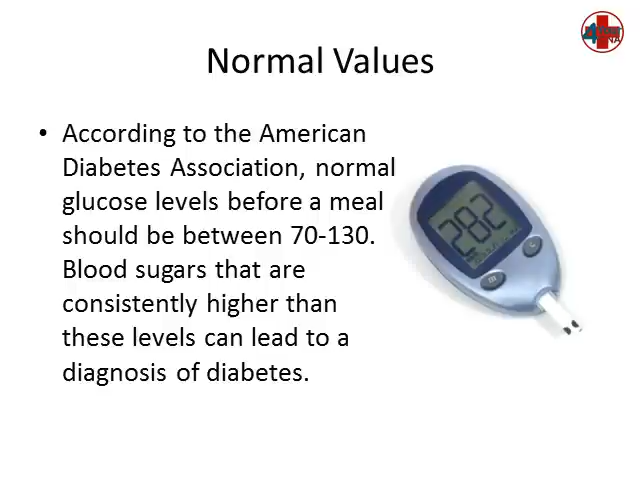 Normal Values
• According to the American
Diabetes Association, normal
glucose levels before a meal
should be between 70-130.
Blood sugars that are
consistently higher than
these levels can lead to a
diagnosis of diabetes.
282